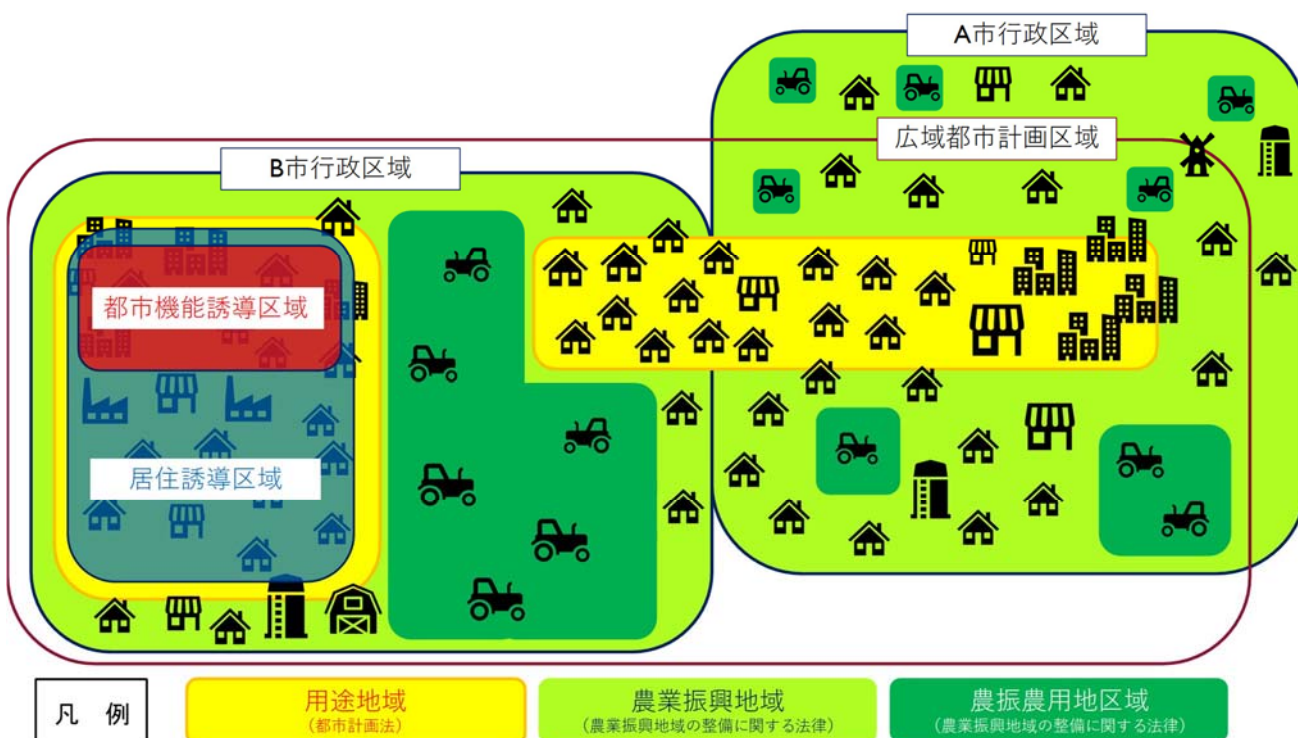 A市行政区域
広域都市計画区域
B市行政区域
都市機能誘導区域
居住誘導区域
凡 例
用途地域
(都市計画法)
農業振興地域
(農業振興地域の整備に関する法律)
農振農用地区域
(農業振興地域の整備に関する法律)